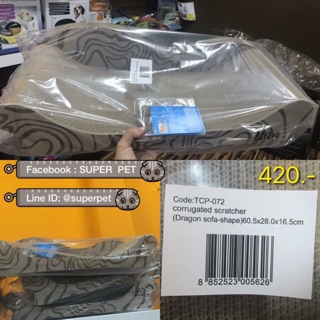 Facebook : SUPER PET
Line ID: @superpet
420.-
Code:TCP-072
corrugated scratcher
(Dragon sofa-shape)60.5x28.0x16.5cm
8 852523 005626